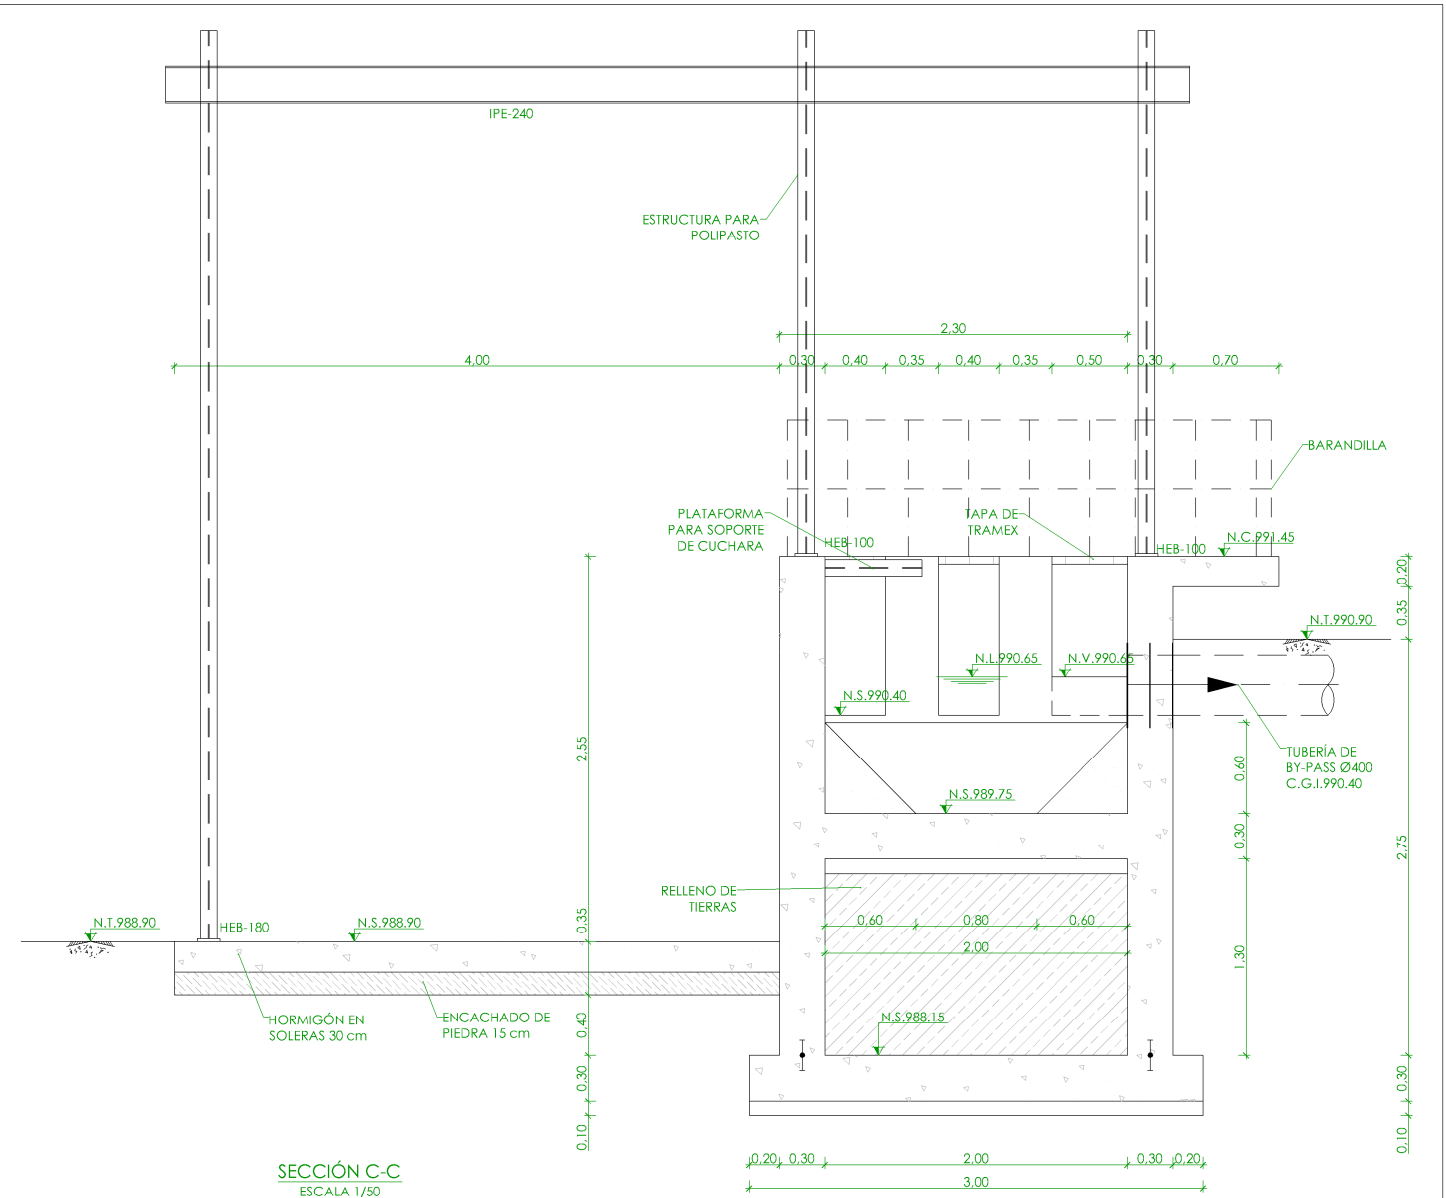 IPE-240
ESTRUCTURA PARA
POLIPASTO
2,30
4,00
0,30
0,40
0,35
0,40
0,35
0,50
0,30
0,70
BARANDILLA
PLATAFORMA
PARA SOPORTE
DE CUCHARA
HEB-100
TAPA DE
TRAMEX
HEB-100
N.C.991.45
0,20
0,35
N.T.990.90
N.L.990.65
N.V.990.65
N.S.990.40
2,55
0,60
TUBERÍA DE
BY-PASS Ø400
C.G.I.990.40
N.S.989.75
0,30
2,75
RELLENO DE
TIERRAS
0,60
0,80
0,60
2,00
1,30
N.T.988.90
HEB-180
N.S.988.90
0,35
HORMIGÓN EN
SOLERAS 30 cm
ENCACHADO DE
PIEDRA 15 cm
N.S.988.15
0,40
0,30
0,10
0,30
0,10
0,20
0,30
2,00
0,30
0,20
3,00
SECCIÓN C-C
ESCALA 1/50